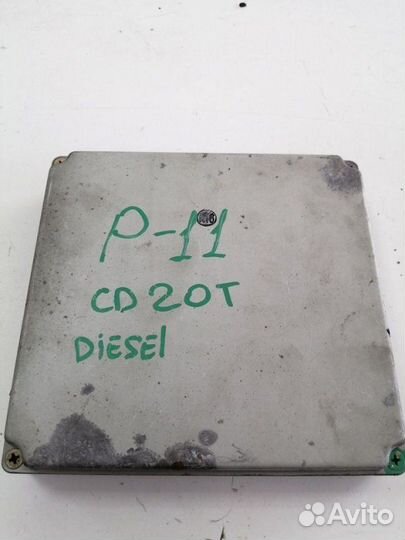 P-11
CD20T
DiESEl
Avito